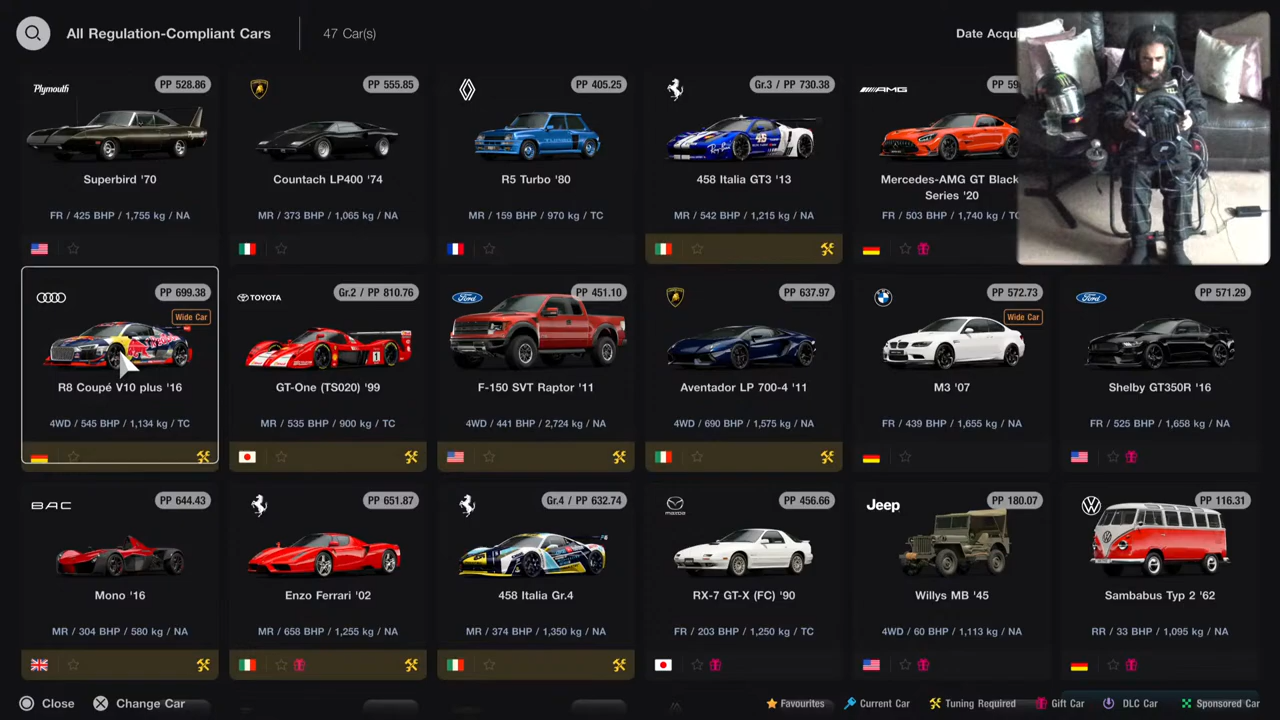 All Regulation-Compliant Cars
47 Car(s)
Date Acqui
Plymouth
PP 528.86
Superbird '70
FR / 425 BHP / 1,755 kg / NA
PP 555.85
Countach LP400 '74
MR / 373 BHP / 1,065 kg / NA
PP 405.25
R5 Turbo '80
MR / 159 BHP / 970 kg / TC
Gr.3 / PP 730.38
458 Italia GT3 '13
MR / 542 BHP / 1,215 kg / NA
AMG
PP 59
Mercedes-AMG GT Black
Series '20
FR / 503 BHP / 1,740 kg / TC
PP 699.38
Wide Car
R8 Coupé V10 plus '16
4WD / 545 BHP / 1,134 kg / TC
TOYOTA
Gr.2 / PP 810.76
GT-One (TS020) '99
MR / 535 BHP / 900 kg / TC
Ford
PP 451.10
F-150 SVT Raptor '11
4WD / 441 BHP / 2,724 kg / NA
PP 637.97
Aventador LP 700-4 '11
4WD / 690 BHP / 1,575 kg / NA
PP 572.73
Wide Car
M3 '07
FR / 439 BHP / 1,655 kg / NA
Ford
PP 571.29
Shelby GT350R '16
FR / 525 BHP / 1,658 kg / NA
BAC
PP 644.43
Mono '16
MR / 304 BHP / 580 kg / NA
PP 651.87
Enzo Ferrari '02
MR / 658 BHP / 1,255 kg / NA
Gr.4 / PP 632.74
458 Italia Gr.4
MR / 374 BHP / 1,350 kg / NA
mazda
PP 456.66
RX-7 GT-X (FC) '90
FR / 203 BHP / 1,250 kg / TC
Jeep
PP 180.07
Willys MB '45
4WD / 60 BHP / 1,113 kg / NA
PP 116.31
Sambabus Typ 2 '62
RR / 33 BHP / 1,095 kg / NA
Close
Change Car
Favourites
Current Car
Tuning Required
Gift Car
DLC Car
Sponsored Car